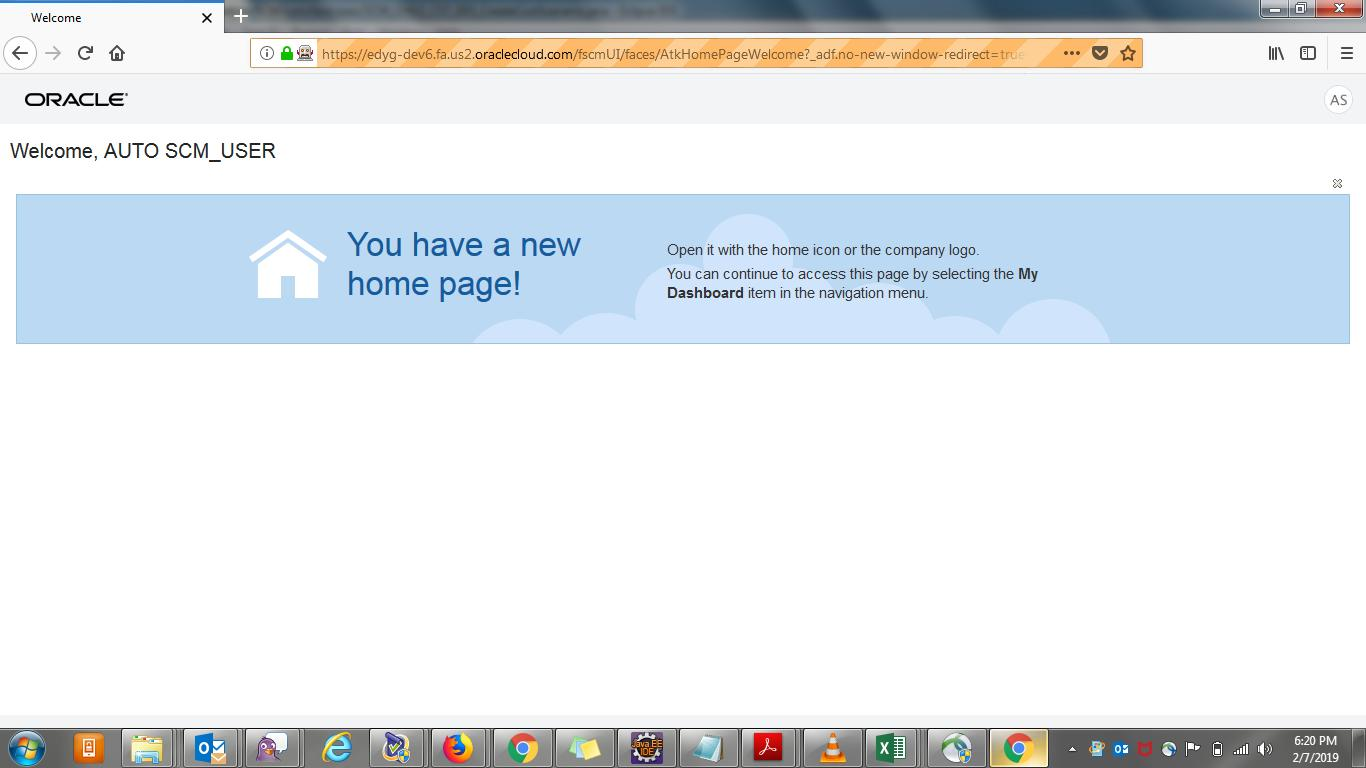 Welcome
https://edyg-dev6.fa.us2.oraclecloud.com/fscmUI/faces/AtkHomePageWelcome?_adf.no-new-window-redirect=true
ORACLE
AS
Welcome, AUTO SCM_USER
You have a new
home page!
Open it with the home icon or the company logo.
You can continue to access this page by selecting the My
Dashboard item in the navigation menu.
Java EE
IDE
6:20 PM
2/7/2019